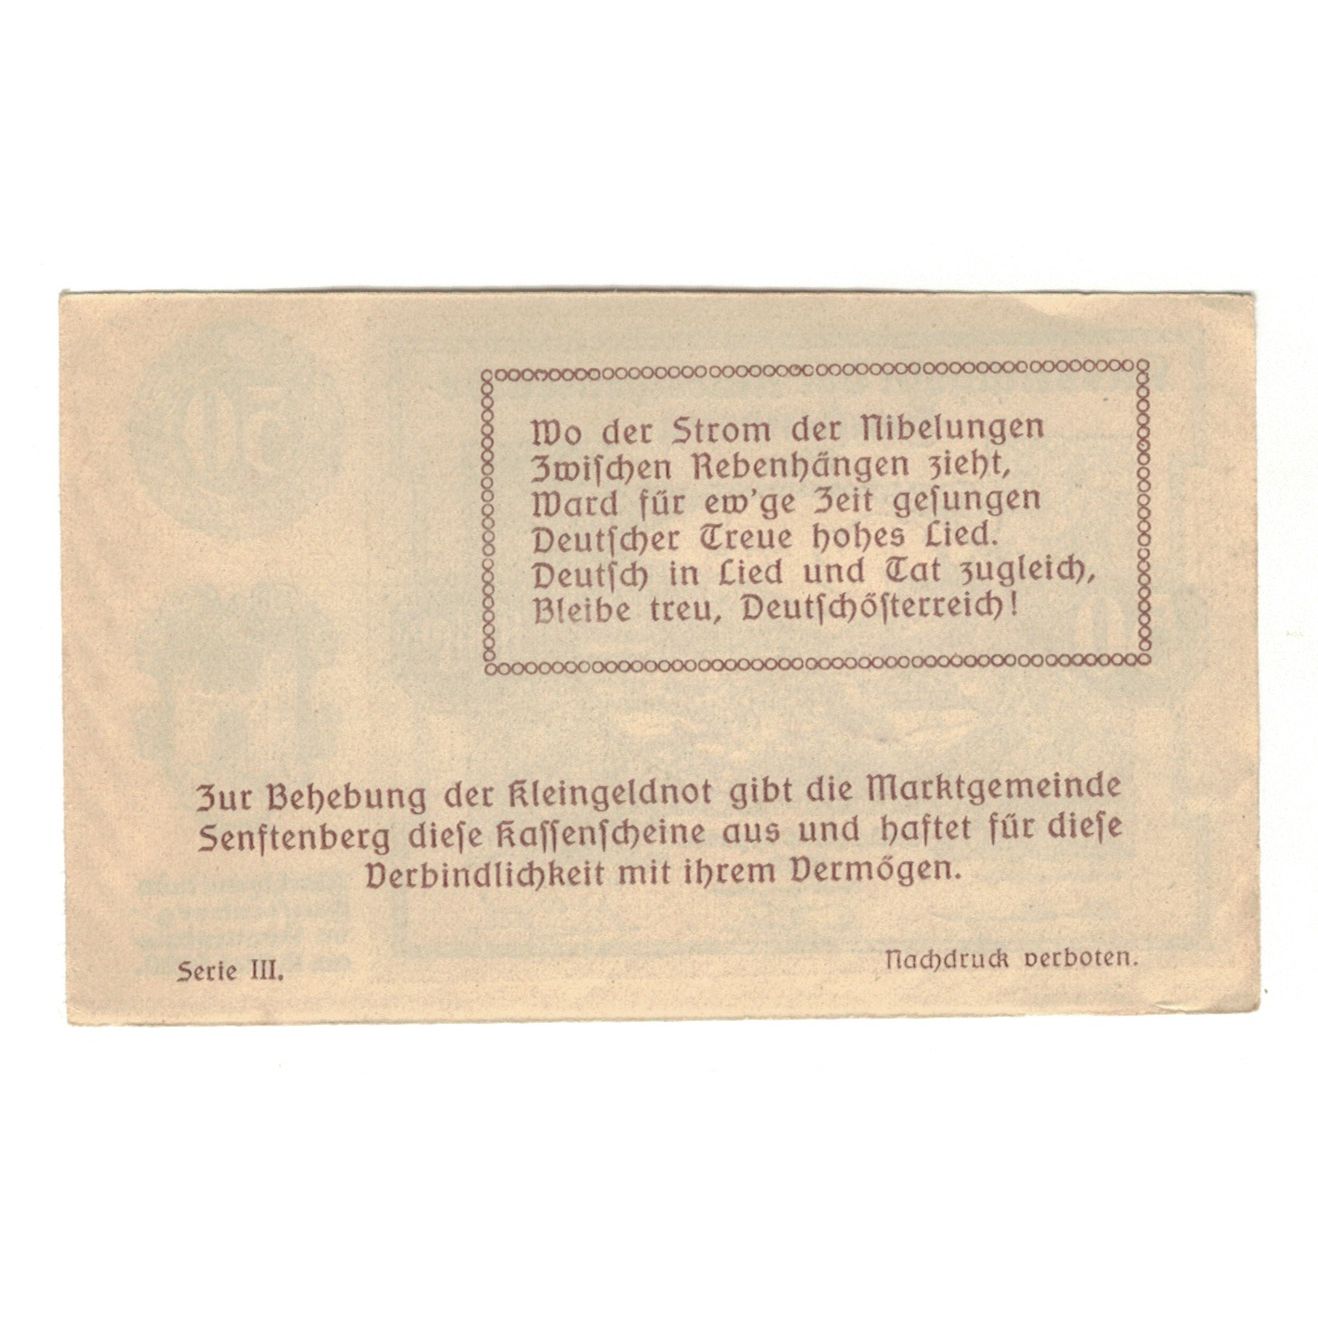 Wo der Strom der Nibelungen
Zwischen Rebenhängen zieht,
Ward für ew'ge Zeit gesungen
Deutscher Treue hohes Lied.
Deutsch in Lied und Tat zugleich,
Bleibe treu, Deutschösterreich!
Zur Behebung der Kleingeldnot gibt die Marktgemeinde
Senftenberg diese Kassenscheine aus und haftet für diese
Verbindlichkeit mit ihrem Vermögen.
Serie III.
Nachdruck verboten.